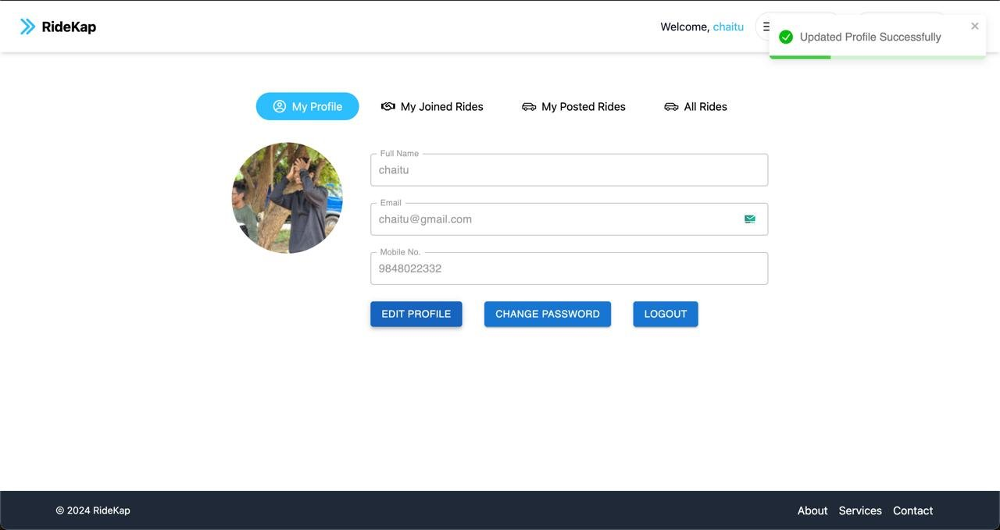 RideKap
Welcome, chaitu
Updated Profile Successfully
My Profile
My Joined Rides
My Posted Rides
All Rides
Full Name
chaitu
Email
chaitu@gmail.com
Mobile No.
9848022332
EDIT PROFILE
CHANGE PASSWORD
LOGOUT
© 2024 RideKap
About
Services
Contact